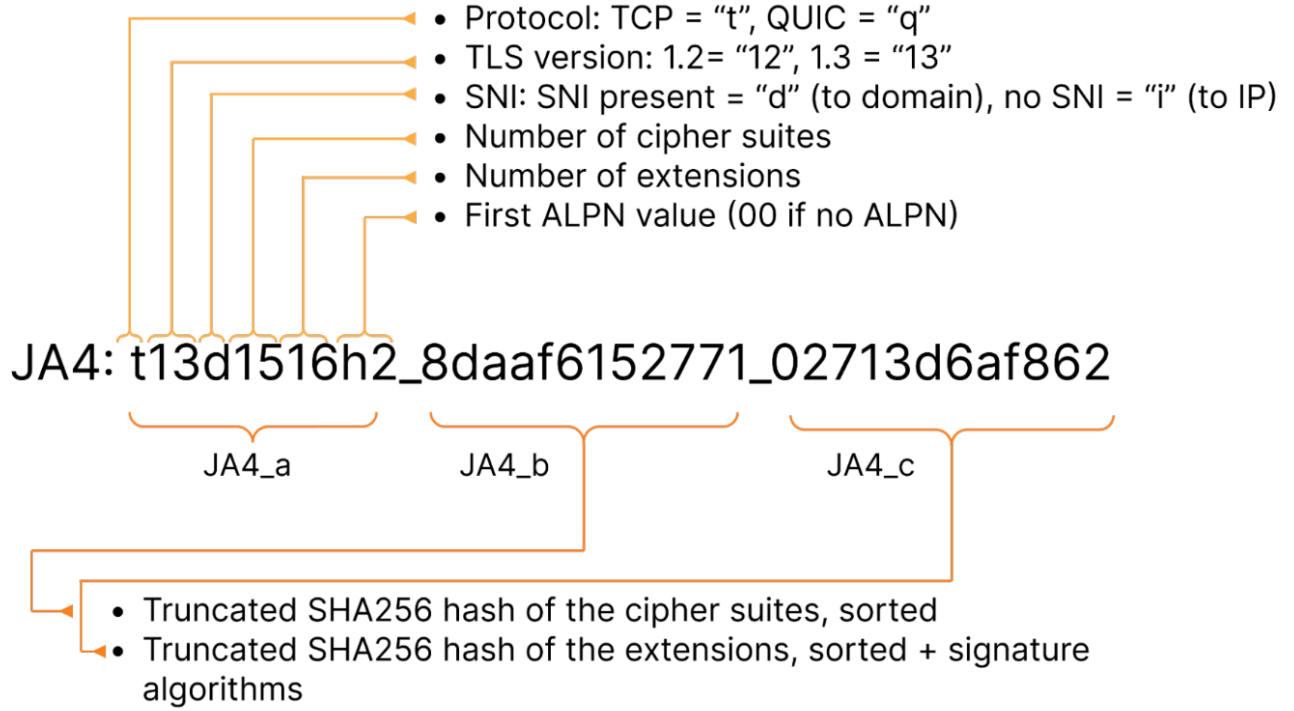 • Protocol: TCP = “t”, QUIC = “q”
• TLS version: 1.2= “12”, 1.3 = “13”
• SNI: SNI present = “d” (to domain), no SNI = “i” (to IP)
• Number of cipher suites
• Number of extensions
• First ALPN value (00 if no ALPN)
JA4: t13d1516h2_8daaf6152771_02713d6af862
JA4_a JA4_b JA4_c
• Truncated SHA256 hash of the cipher suites, sorted
• Truncated SHA256 hash of the extensions, sorted + signature
algorithms